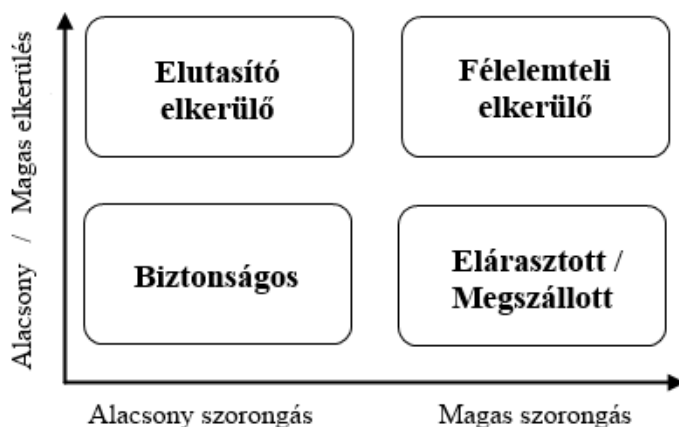 Alacsony / Magas elkerülés
Elutasító
elkerülő
Félelemteli
elkerülő
Biztonságos
Elárasztott /
Megszállott
Alacsony szorongás
Magas szorongás